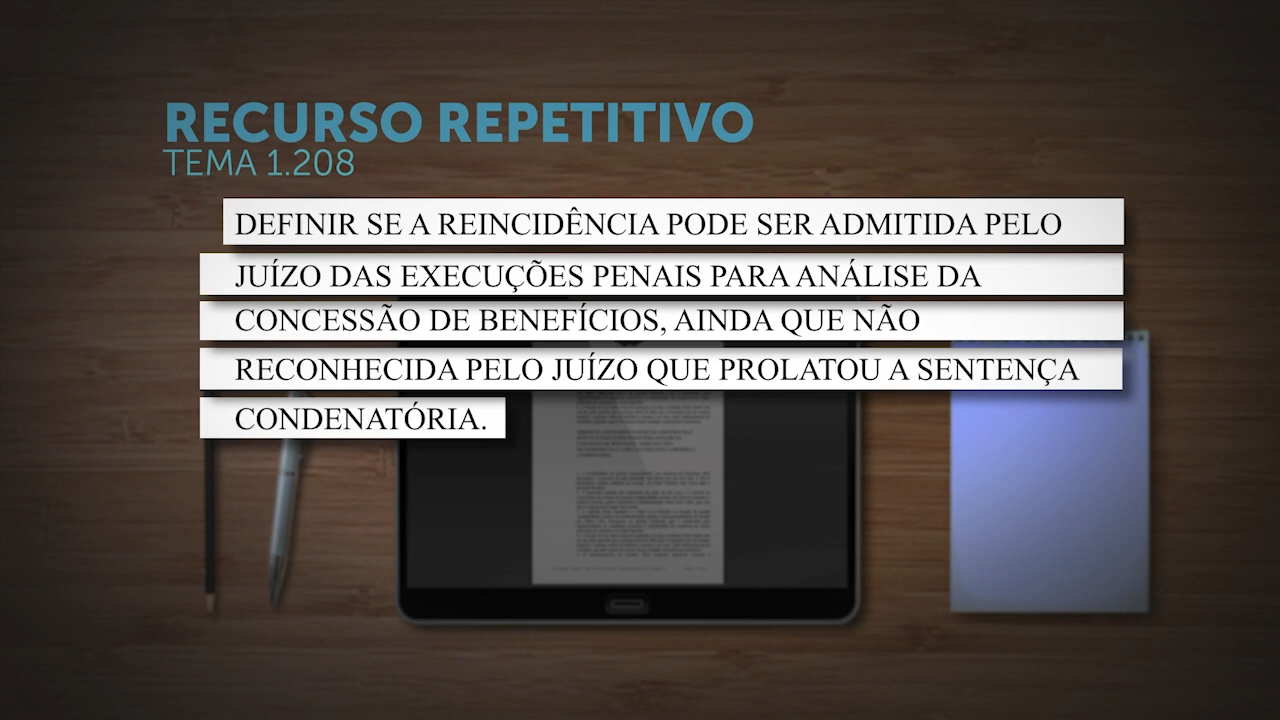 RECURSO REPETITIVO
TEMA 1.208
DEFINIR SE A REINCIDÊNCIA PODE SER ADMITIDA PELO
JUÍZO DAS EXECUÇÕES PENAIS PARA ANÁLISE DA
CONCESSÃO DE BENEFÍCIOS, AINDA QUE NÃO
RECONHECIDA PELO JUÍZO QUE PROLATOU A SENTENÇA
CONDENATÓRIA.